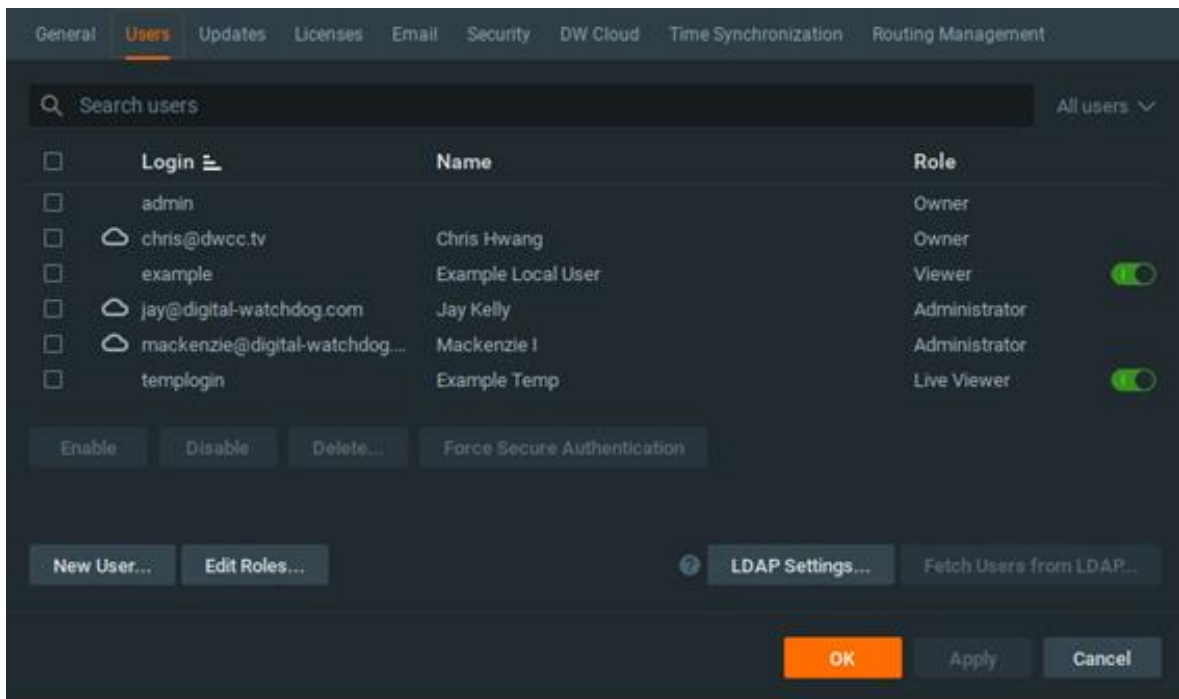 General Users Updates Licenses Email Security DW Cloud Time Synchronization Routing Management
Search users All users
Login Name Role
admin Owner
chris@dwcc.tv Chris Hwang Owner
example Example Local User Viewer
jay@digital-watchdog.com Jay Kelly Administrator
mackenzie@digital-watchdog.... Mackenzie I Administrator
templogin Example Temp Live Viewer
Enable Disable Delete... Force Secure Authentication
New User... Edit Roles... ? LDAP Settings... Fetch Users from LDAP...
OK Apply Cancel